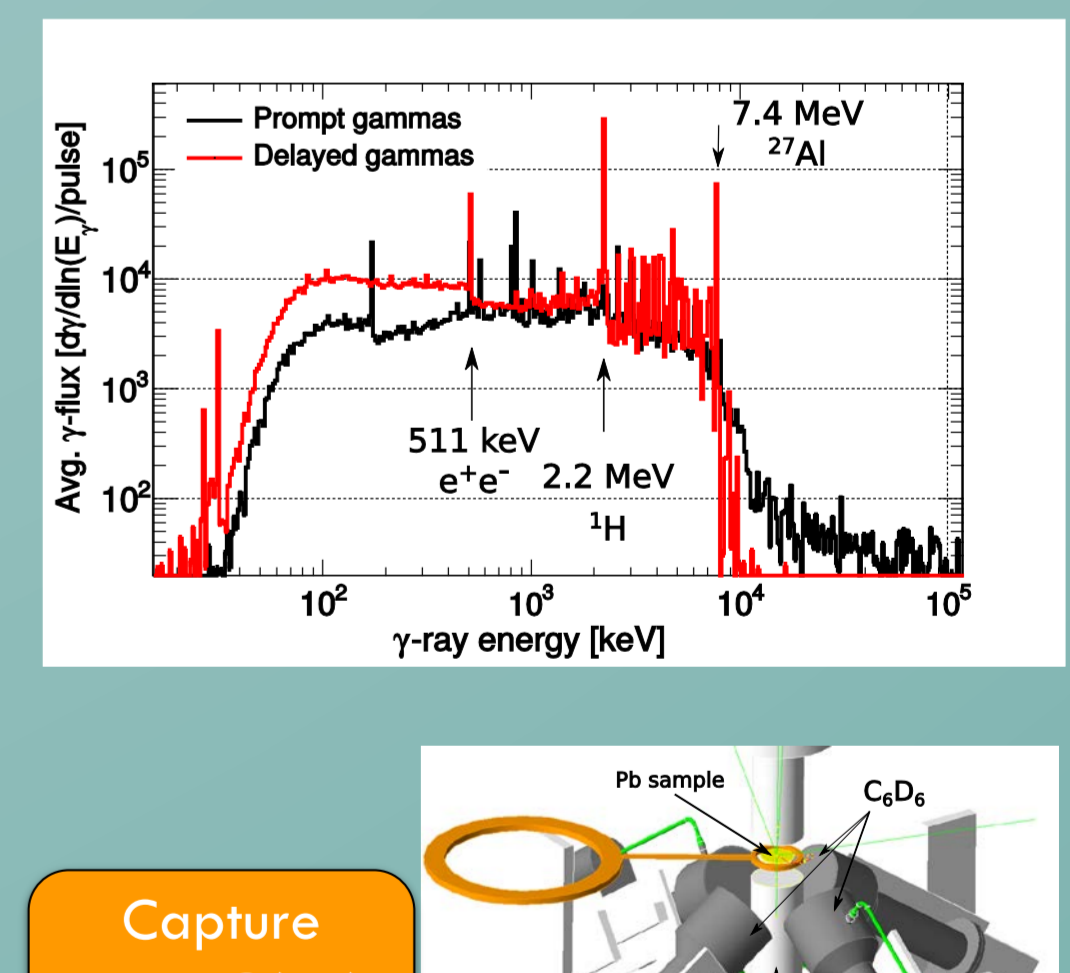 Prompt gammas
Delayed gammas
7.4 MeV
²⁷Al
Avg. γ-flux [dγ/dln(E_γ)/pulse]
10⁵
10⁴
10³
10²
511 keV
e⁺e⁻
2.2 MeV
¹H
10² 10³ 10⁴ 10⁵
γ-ray energy [keV]
Pb sample
C₆D₆
Capture